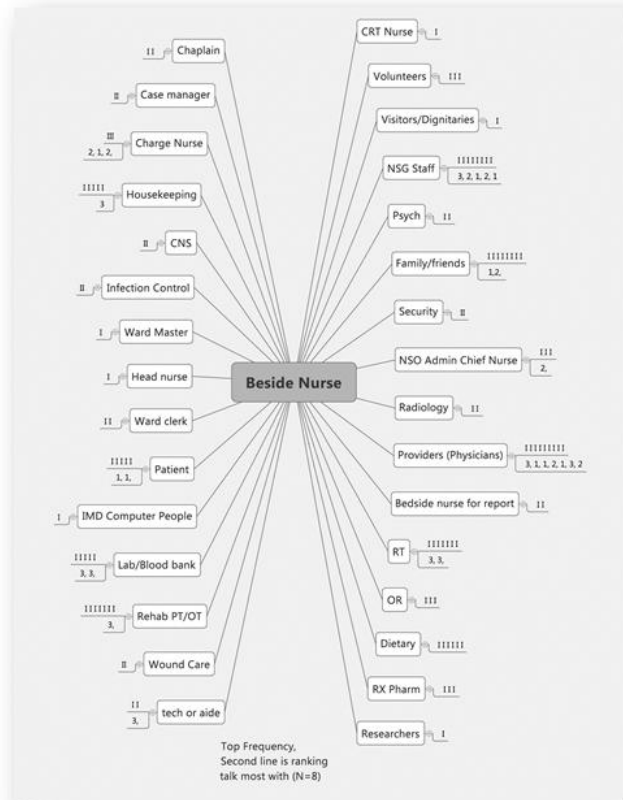 CRT Nurse I
Volunteers III
Visitors/Dignitaries I
NSG Staff IIIIIIII
3, 2, 1, 2, 1
Psych II
Family/friends IIIIIIII
1,2,
Security II
NSO Admin Chief Nurse III
2,
Radiology II
Providers (Physicians) IIIIIIIII
3, 1, 1, 2, 1, 3, 2
Bedside nurse for report II
RT IIIIIII
3, 3,
OR III
Dietary IIIIII
RX Pharm III
Researchers I
Beside Nurse
II Chaplain
II Case manager
III Charge Nurse
2, 1, 2,
IIIII Housekeeping
3
II CNS
II Infection Control
I Ward Master
I Head nurse
II Ward clerk
IIIII Patient
1, 1,
I IMD Computer People
IIIII Lab/Blood bank
3, 3,
IIIIIII Rehab PT/OT
3,
II Wound Care
II tech or aide
3,
Top Frequency,
Second line is ranking
talk most with (N=8)